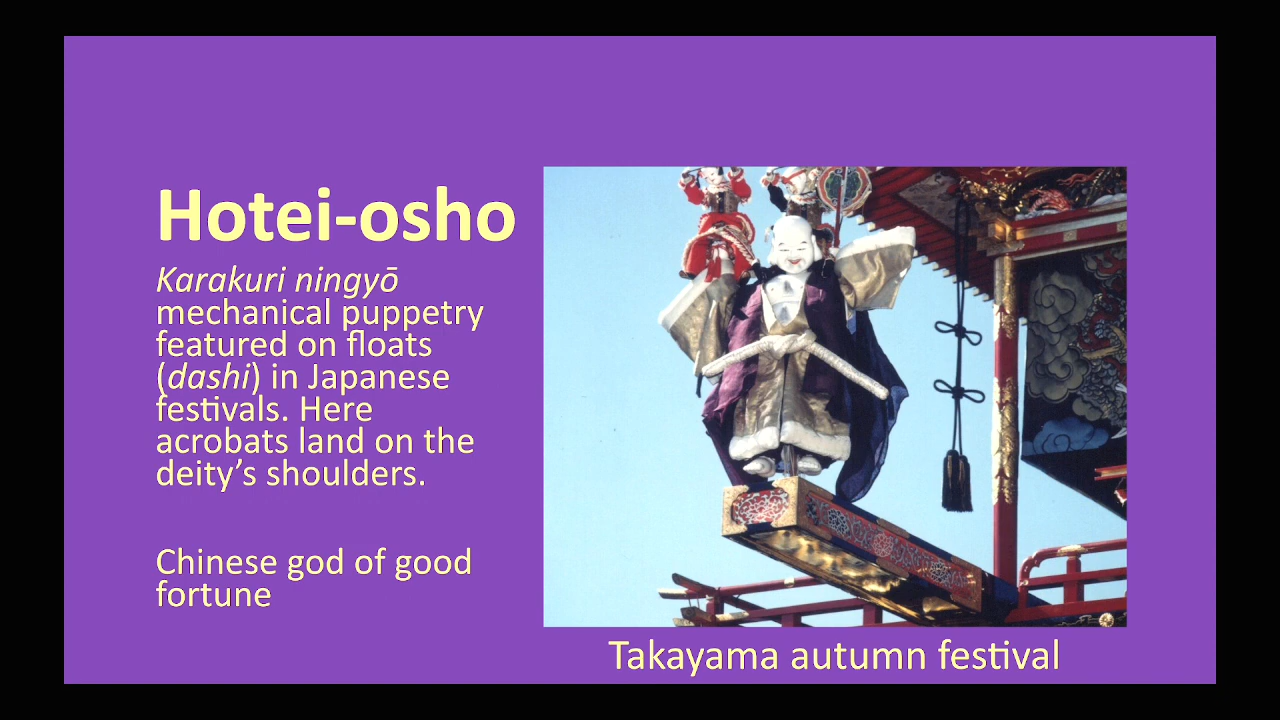 Hotei-osho
Karakuri ningyō
mechanical puppetry
featured on floats
(dashi) in Japanese
festivals. Here
acrobats land on the
deity’s shoulders.
Chinese god of good
fortune
Takayama autumn festival